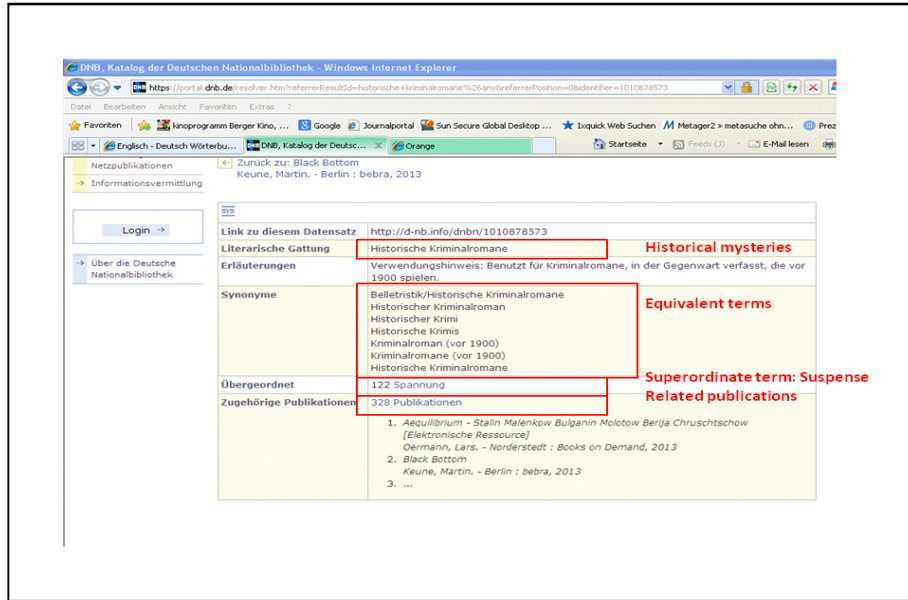 DNB, Katalog der Deutschen Nationalbibliothek - Windows Internet Explorer
https://portal.dnb.de/resolver.htm?referrerResultId=historische+kriminalromane%26any&referrerPosition=0&identifier=1010878573
Datei Bearbeiten Ansicht Favoriten Extras ?
Favoriten kinoprogramm Berger Kino, ... Google Journalportal Sun Secure Global Desktop ... Ixquick Web Suchen Metager2 » metasuche ohn... Prez
Englisch - Deutsch Wörterbu... DNB, Katalog der Deutsc... Orange Startseite Feeds (J) E-Mail lesen
Netzpublikationen
Informationsvermittlung
Login
Über die Deutsche
Nationalbibliothek
Zurück zu: Black Bottom
Keune, Martin. - Berlin : bebra, 2013
Link zu diesem Datensatz http://d-nb.info/dnbn/1010878573
Literarische Gattung Historische Kriminalromane Historical mysteries
Erläuterungen Verwendungshinweis: Benutzt für Kriminalromane, in der Gegenwart verfasst, die vor
1900 spielen.
Synonyme Belletristik/Historische Kriminalromane
Historischer Kriminalroman Equivalent terms
Historischer Krimi
Historische Krimis
Kriminalroman (vor 1900)
Kriminalromane (vor 1900)
Historische Kriminalromane
Superordinate term: Suspense
Übergeordnet 122 Spannung
Related publications
Zugehörige Publikationen 328 Publikationen
1. Aequilibrium - Stalin Malenkow Bulganin Molotow Berija Chruschtschow
[Elektronische Ressource]
Oermann, Lars. - Norderstedt : Books on Demand, 2013
2. Black Bottom
Keune, Martin. - Berlin : bebra, 2013
3. ...